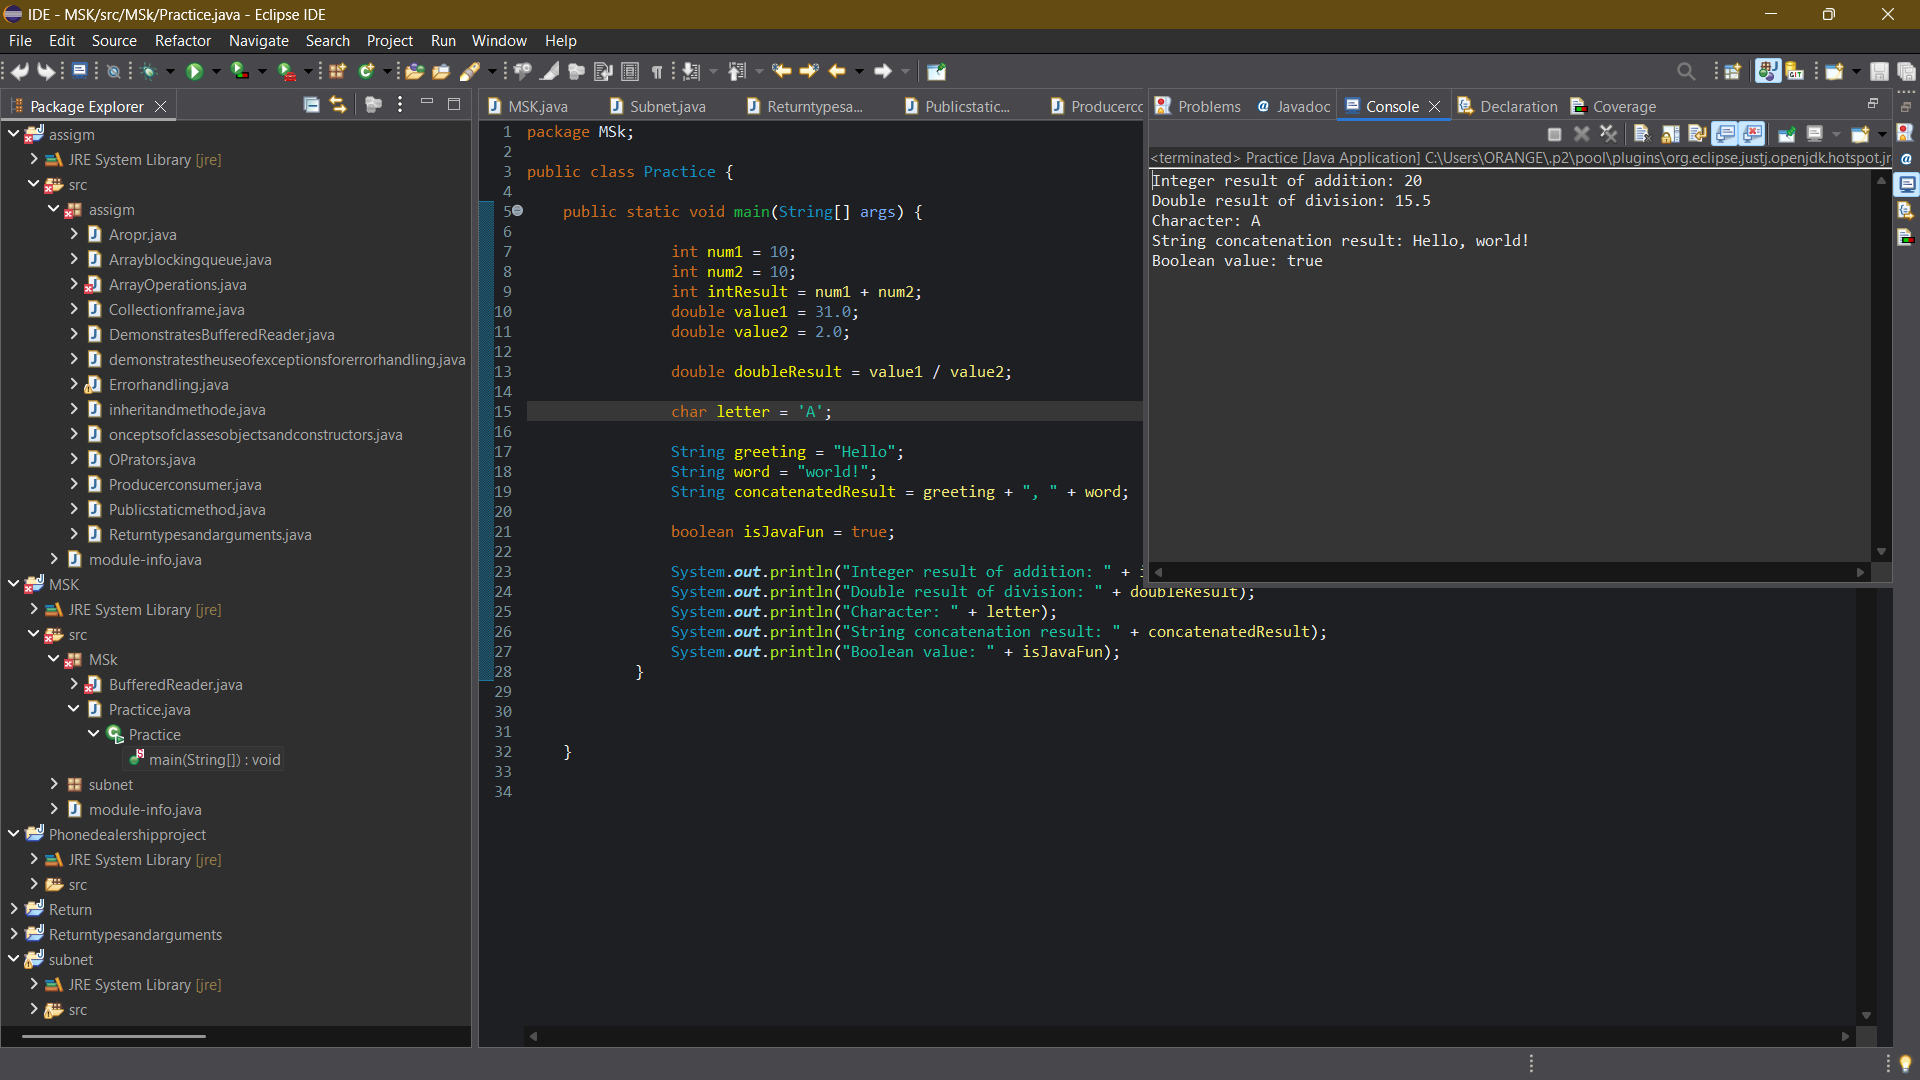 IDE - MSK/src/MSk/Practice.java - Eclipse IDE
File Edit Source Refactor Navigate Search Project Run Window Help
Package Explorer
assigm
JRE System Library [jre]
src
assigm
Aropr.java
Arrayblockingqueue.java
ArrayOperations.java
Collectionframe.java
DemonstratesBufferedReader.java
demonstratestheuseofexceptionsforerrorhandling.java
Errorhandling.java
inheritandmethode.java
onceptsofclassesobjectsandconstructors.java
OPrators.java
Producerconsumer.java
Publicstaticmethod.java
Returntypesandarguments.java
module-info.java
MSK
JRE System Library [jre]
src
MSk
BufferedReader.java
Practice.java
Practice
main(String[]) : void
subnet
module-info.java
Phonedealershipproject
JRE System Library [jre]
src
Return
Returntypesandarguments
subnet
JRE System Library [jre]
src
MSK.java Subnet.java Returntypesa... Publicstatic... Producercc
1 package MSk;
2
3 public class Practice {
4
5 public static void main(String[] args) {
6
7 int num1 = 10;
8 int num2 = 10;
9 int intResult = num1 + num2;
10 double value1 = 31.0;
11 double value2 = 2.0;
12
13 double doubleResult = value1 / value2;
14
15 char letter = 'A';
16
17 String greeting = "Hello";
18 String word = "world!";
19 String concatenatedResult = greeting + ", " + word;
20
21 boolean isJavaFun = true;
22
23 System.out.println("Integer result of addition: " +
24 System.out.println("Double result of division: " + doubleResult);
25 System.out.println("Character: " + letter);
26 System.out.println("String concatenation result: " + concatenatedResult);
27 System.out.println("Boolean value: " + isJavaFun);
28 }
29
30
31
32 }
33
34
Problems @ Javadoc Console Declaration Coverage
<terminated> Practice [Java Application] C:\Users\ORANGE\.p2\pool\plugins\org.eclipse.justj.openjdk.hotspot.jr
Integer result of addition: 20
Double result of division: 15.5
Character: A
String concatenation result: Hello, world!
Boolean value: true